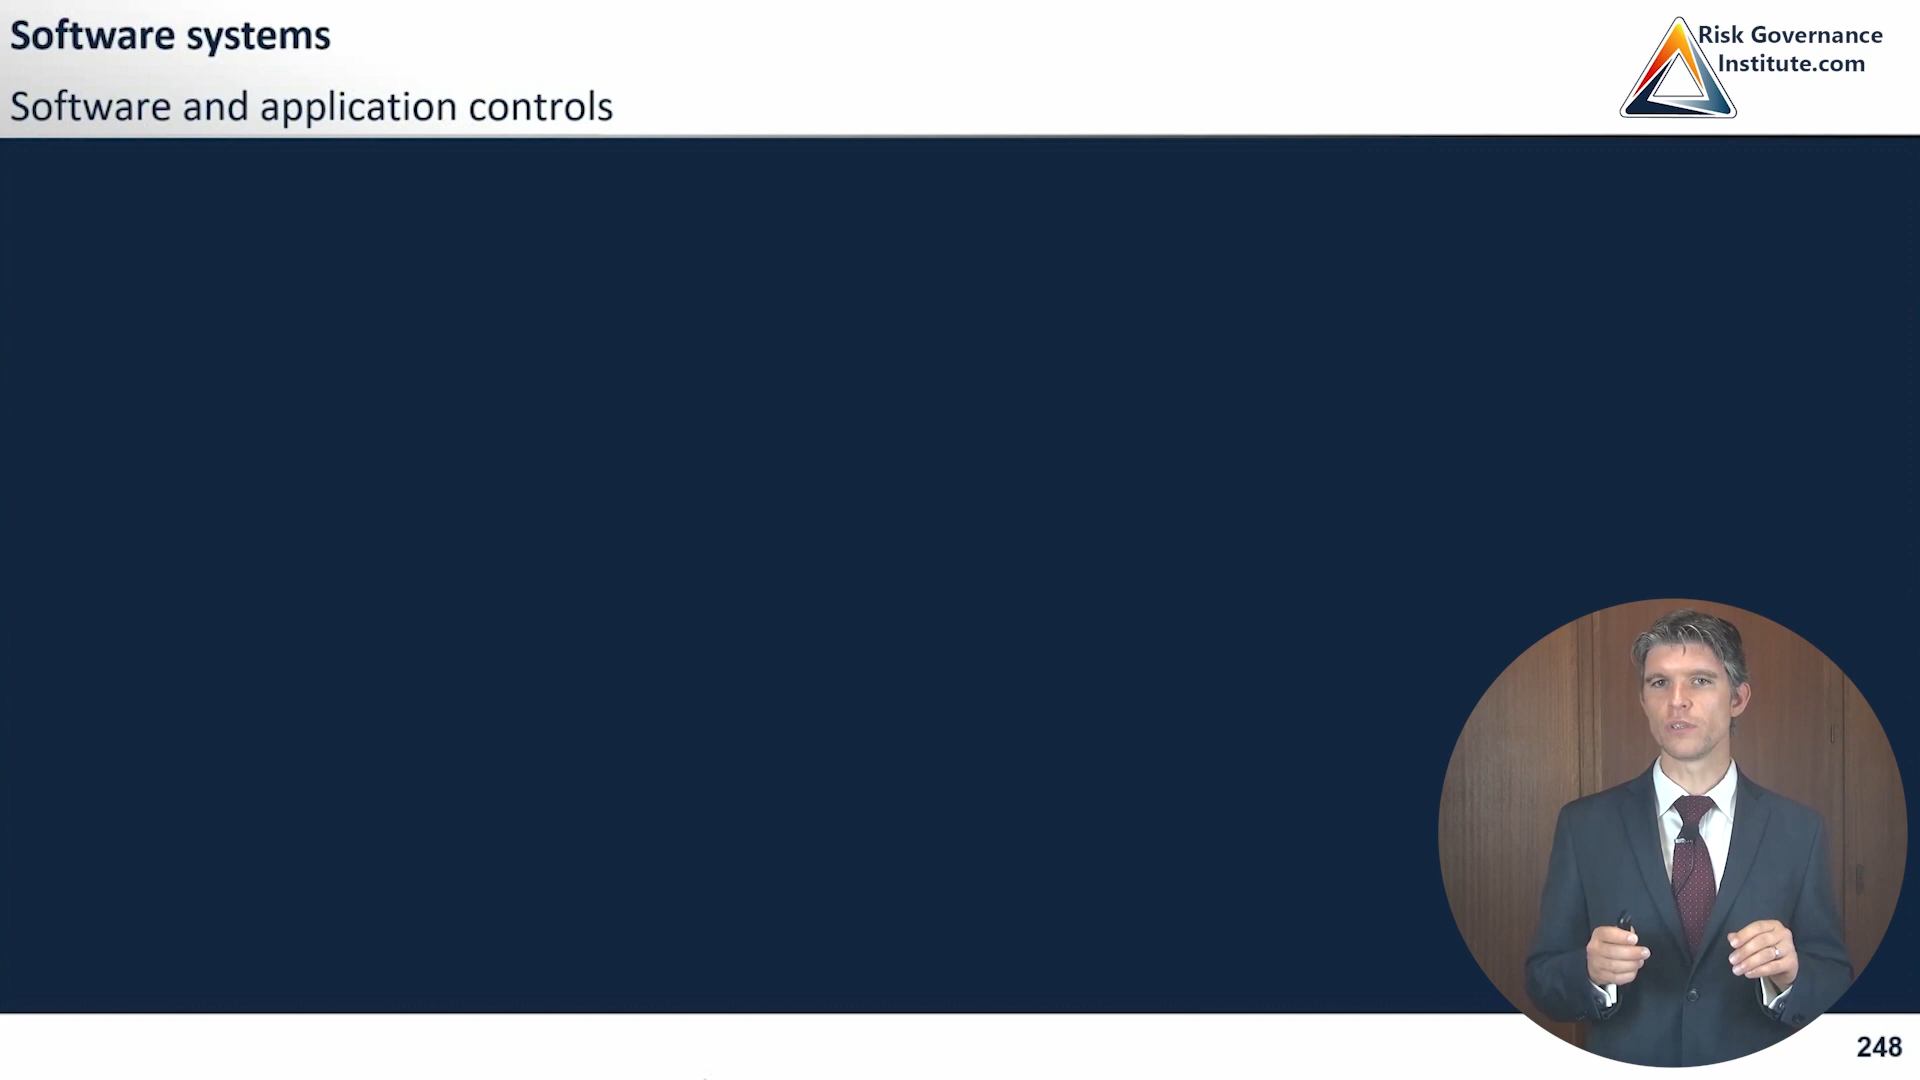 Software systems
Software and application controls
Risk Governance
Institute.com
248